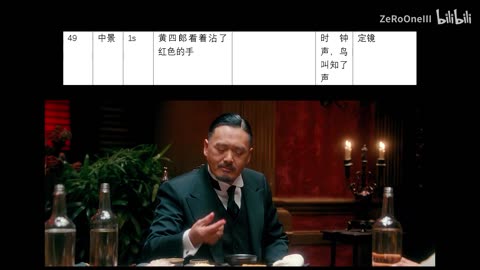 ZeRoOneIII bilibili
49 中景 1s 黄四郎看着沾了 时钟
红色的手 声，鸟
叫知了
声
定镜